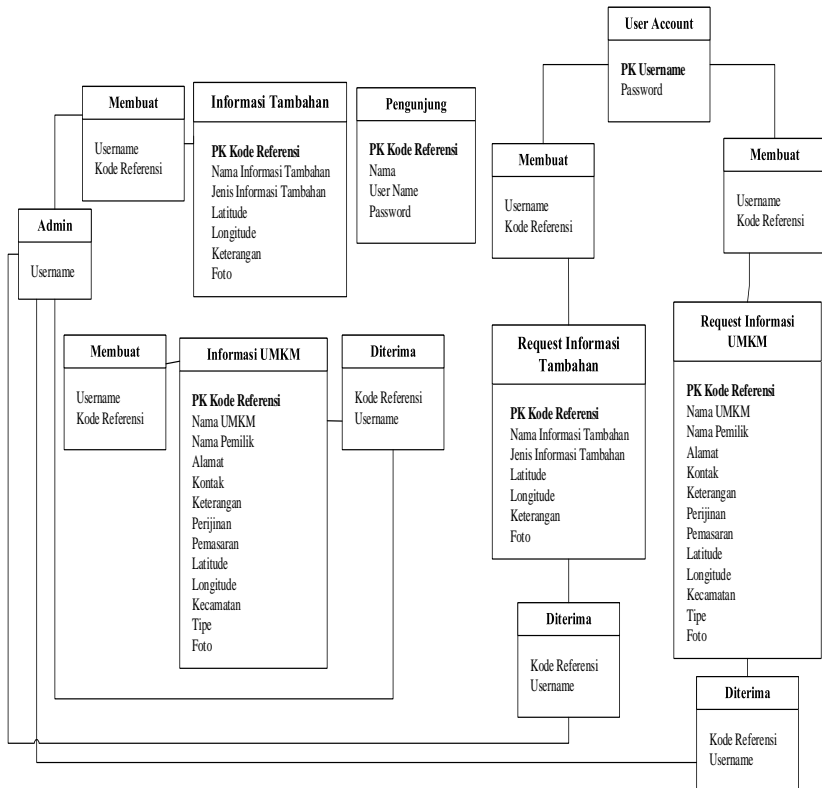 User Account
PK Username
Password
Membuat
Username
Kode Referensi
Informasi Tambahan
PK Kode Referensi
Nama Informasi Tambahan
Jenis Informasi Tambahan
Latitude
Longitude
Keterangan
Foto
Pengunjung
PK Kode Referensi
Nama
User Name
Password
Membuat
Username
Kode Referensi
Membuat
Username
Kode Referensi
Admin
Username
Membuat
Username
Kode Referensi
Informasi UMKM
PK Kode Referensi
Nama UMKM
Nama Pemilik
Alamat
Kontak
Keterangan
Perijinan
Pemasaran
Latitude
Longitude
Kecamatan
Tipe
Foto
Diterima
Kode Referensi
Username
Request Informasi
Tambahan
PK Kode Referensi
Nama Informasi Tambahan
Jenis Informasi Tambahan
Latitude
Longitude
Keterangan
Foto
Request Informasi
UMKM
PK Kode Referensi
Nama UMKM
Nama Pemilik
Alamat
Kontak
Keterangan
Perijinan
Pemasaran
Latitude
Longitude
Kecamatan
Tipe
Foto
Diterima
Kode Referensi
Username
Diterima
Kode Referensi
Username